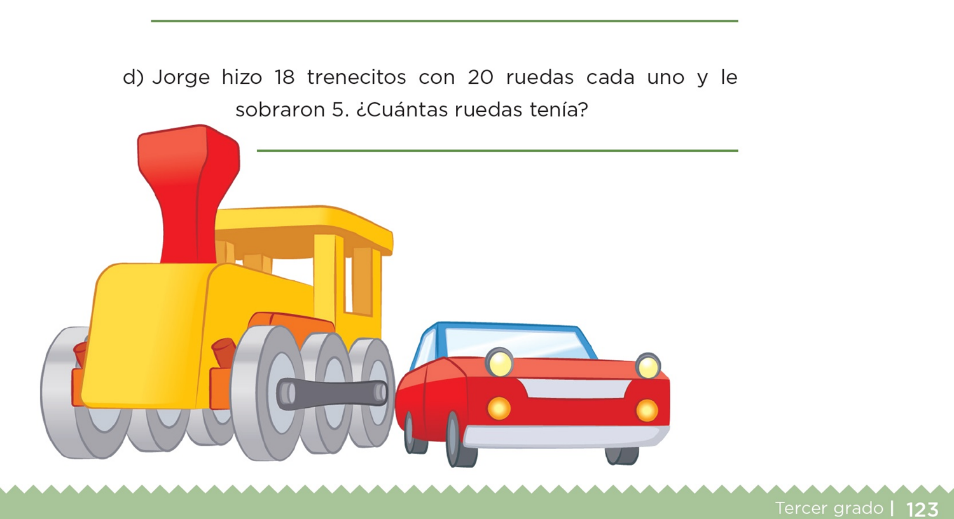 d) Jorge hizo 18 trenecitos con 20 ruedas cada uno y le
sobraron 5. ¿Cuántas ruedas tenía?
Tercer grado | 123